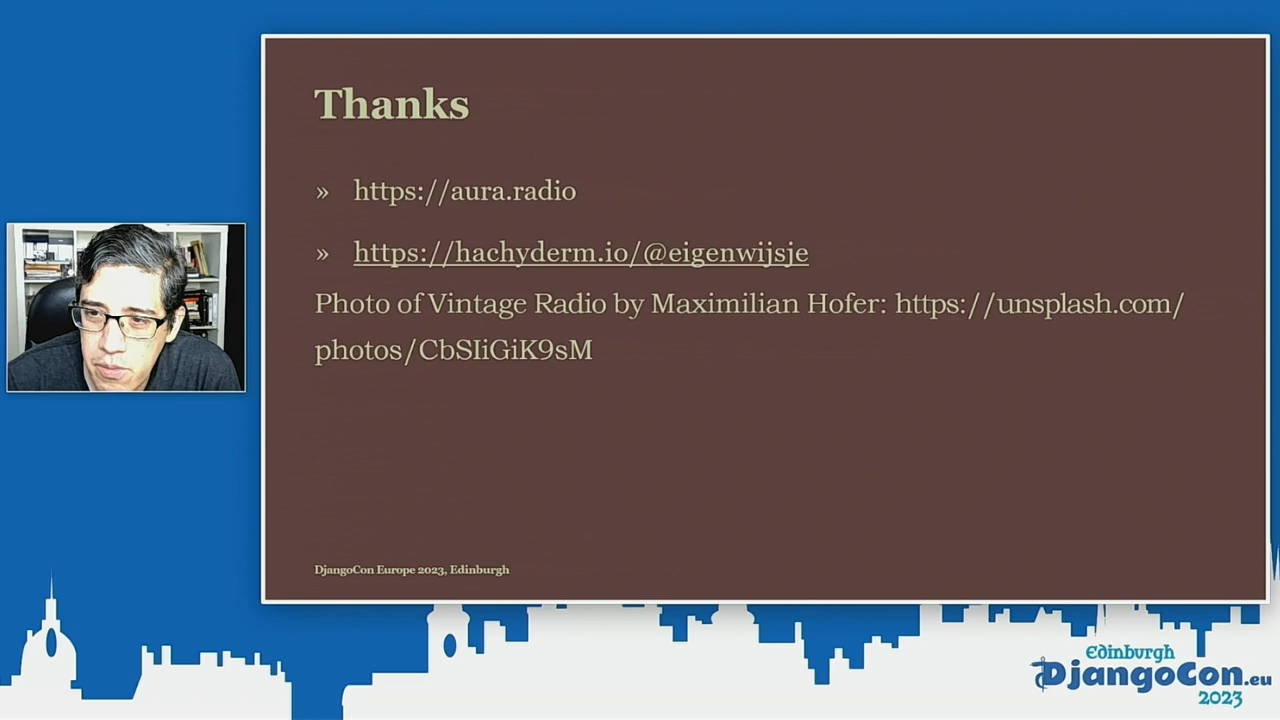 Thanks
» https://aura.radio
» https://hachyderm.io/@eigenwijsje
Photo of Vintage Radio by Maximilian Hofer: https://unsplash.com/
photos/CbSIiGiK9sM
DjangoCon Europe 2023, Edinburgh
Edinburgh
DjangoCon.eu
2023